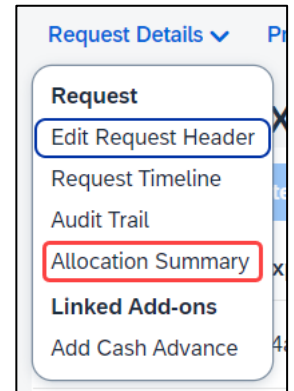 Request Details
Request
Edit Request Header
Request Timeline
Audit Trail
Allocation Summary
Linked Add-ons
Add Cash Advance